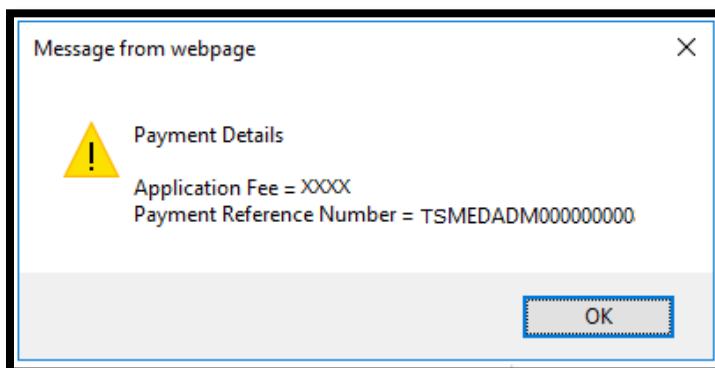 Message from webpage
Payment Details
Application Fee = XXXX
Payment Reference Number = TSMEDADM000000000
OK